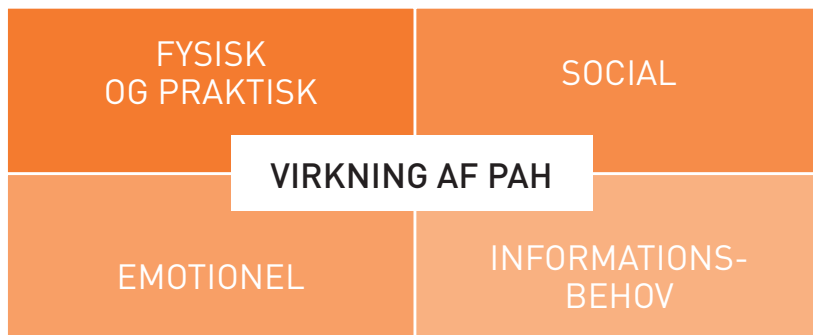 FYSISK
OG PRAKTISK
SOCIAL
VIRKNING AF PAH
EMOTIONEL
INFORMATIONS-
BEHOV